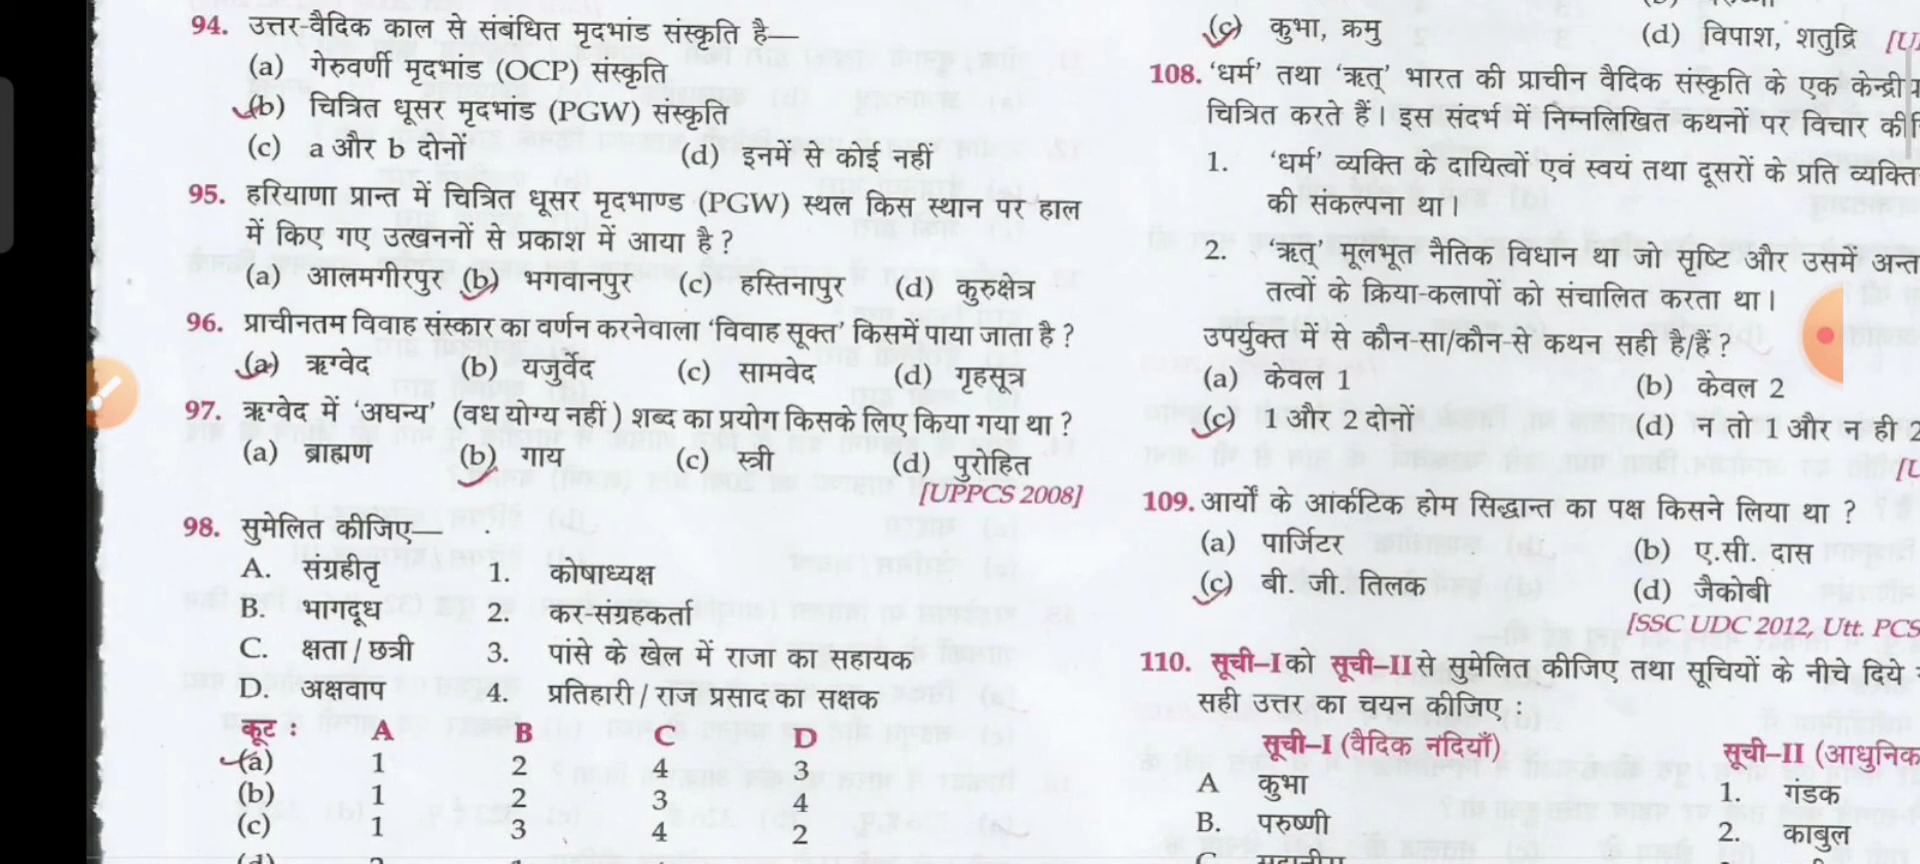 94. उत्तर-वैदिक काल से संबंधित मृदभांड संस्कृति है—
(a) गेरुवर्णी मृदभांड (OCP) संस्कृति
(b) चित्रित धूसर मृदभांड (PGW) संस्कृति
(c) a और b दोनों (d) इनमें से कोई नहीं
95. हरियाणा प्रान्त में चित्रित धूसर मृदभाण्ड (PGW) स्थल किस स्थान पर हाल
में किए गए उत्खननों से प्रकाश में आया है ?
(a) आलमगीरपुर (b) भगवानपुर (c) हस्तिनापुर (d) कुरुक्षेत्र
96. प्राचीनतम विवाह संस्कार का वर्णन करनेवाला ‘विवाह सूक्त’ किसमें पाया जाता है ?
(a) ऋग्वेद (b) यजुर्वेद (c) सामवेद (d) गृहसूत्र
97. ऋग्वेद में ‘अघन्य’ (वध योग्य नहीं ) शब्द का प्रयोग किसके लिए किया गया था ?
(a) ब्राह्मण (b) गाय (c) स्त्री (d) पुरोहित
[UPPCS 2008]
98. सुमेलित कीजिए—
A. संग्रहीतृ 1. कोषाध्यक्ष
B. भागदूध 2. कर-संग्रहकर्ता
C. क्षता / छत्री 3. पांसे के खेल में राजा का सहायक
D. अक्षवाप 4. प्रतिहारी / राज प्रसाद का सक्षक
कूट : A B C D
(a) 1 2 4 3
(b) 1 2 3 4
(c) 1 3 4 2
(c) कुभा, क्रमु (d) विपाश, शतुद्रि
108. ‘धर्म’ तथा ‘ऋत्’ भारत की प्राचीन वैदिक संस्कृति के एक केन्द्रीय
चित्रित करते हैं। इस संदर्भ में निम्नलिखित कथनों पर विचार
1. ‘धर्म’ व्यक्ति के दायित्वों एवं स्वयं तथा दूसरों के प्रति व्यक्ति
की संकल्पना था।
2. ‘ऋत्’ मूलभूत नैतिक विधान था जो सृष्टि और उसमें
तत्वों के क्रिया-कलापों को संचालित करता था।
उपर्युक्त में से कौन-सा/कौन-से कथन सही है/हैं ?
(a) केवल 1 (b) केवल 2
(c) 1 और 2 दोनों (d) न तो 1 और न ही 2
109. आर्यों के आंर्कटिक होम सिद्धान्त का पक्ष किसने लिया था ?
(a) पार्जिटर (b) ए.सी. दास
(c) बी. जी. तिलक (d) जैकोबी
[SSC UDC 2012, Utt. PCS
110. सूची–I को सूची–II से सुमेलित कीजिए तथा सूचियों के नीचे दिये
सही उत्तर का चयन कीजिए :
सूची–I (वैदिक नदियाँ) सूची–II (आधुनिक
A कुभा 1. गंडक
B. परुष्णी 2. काबुल